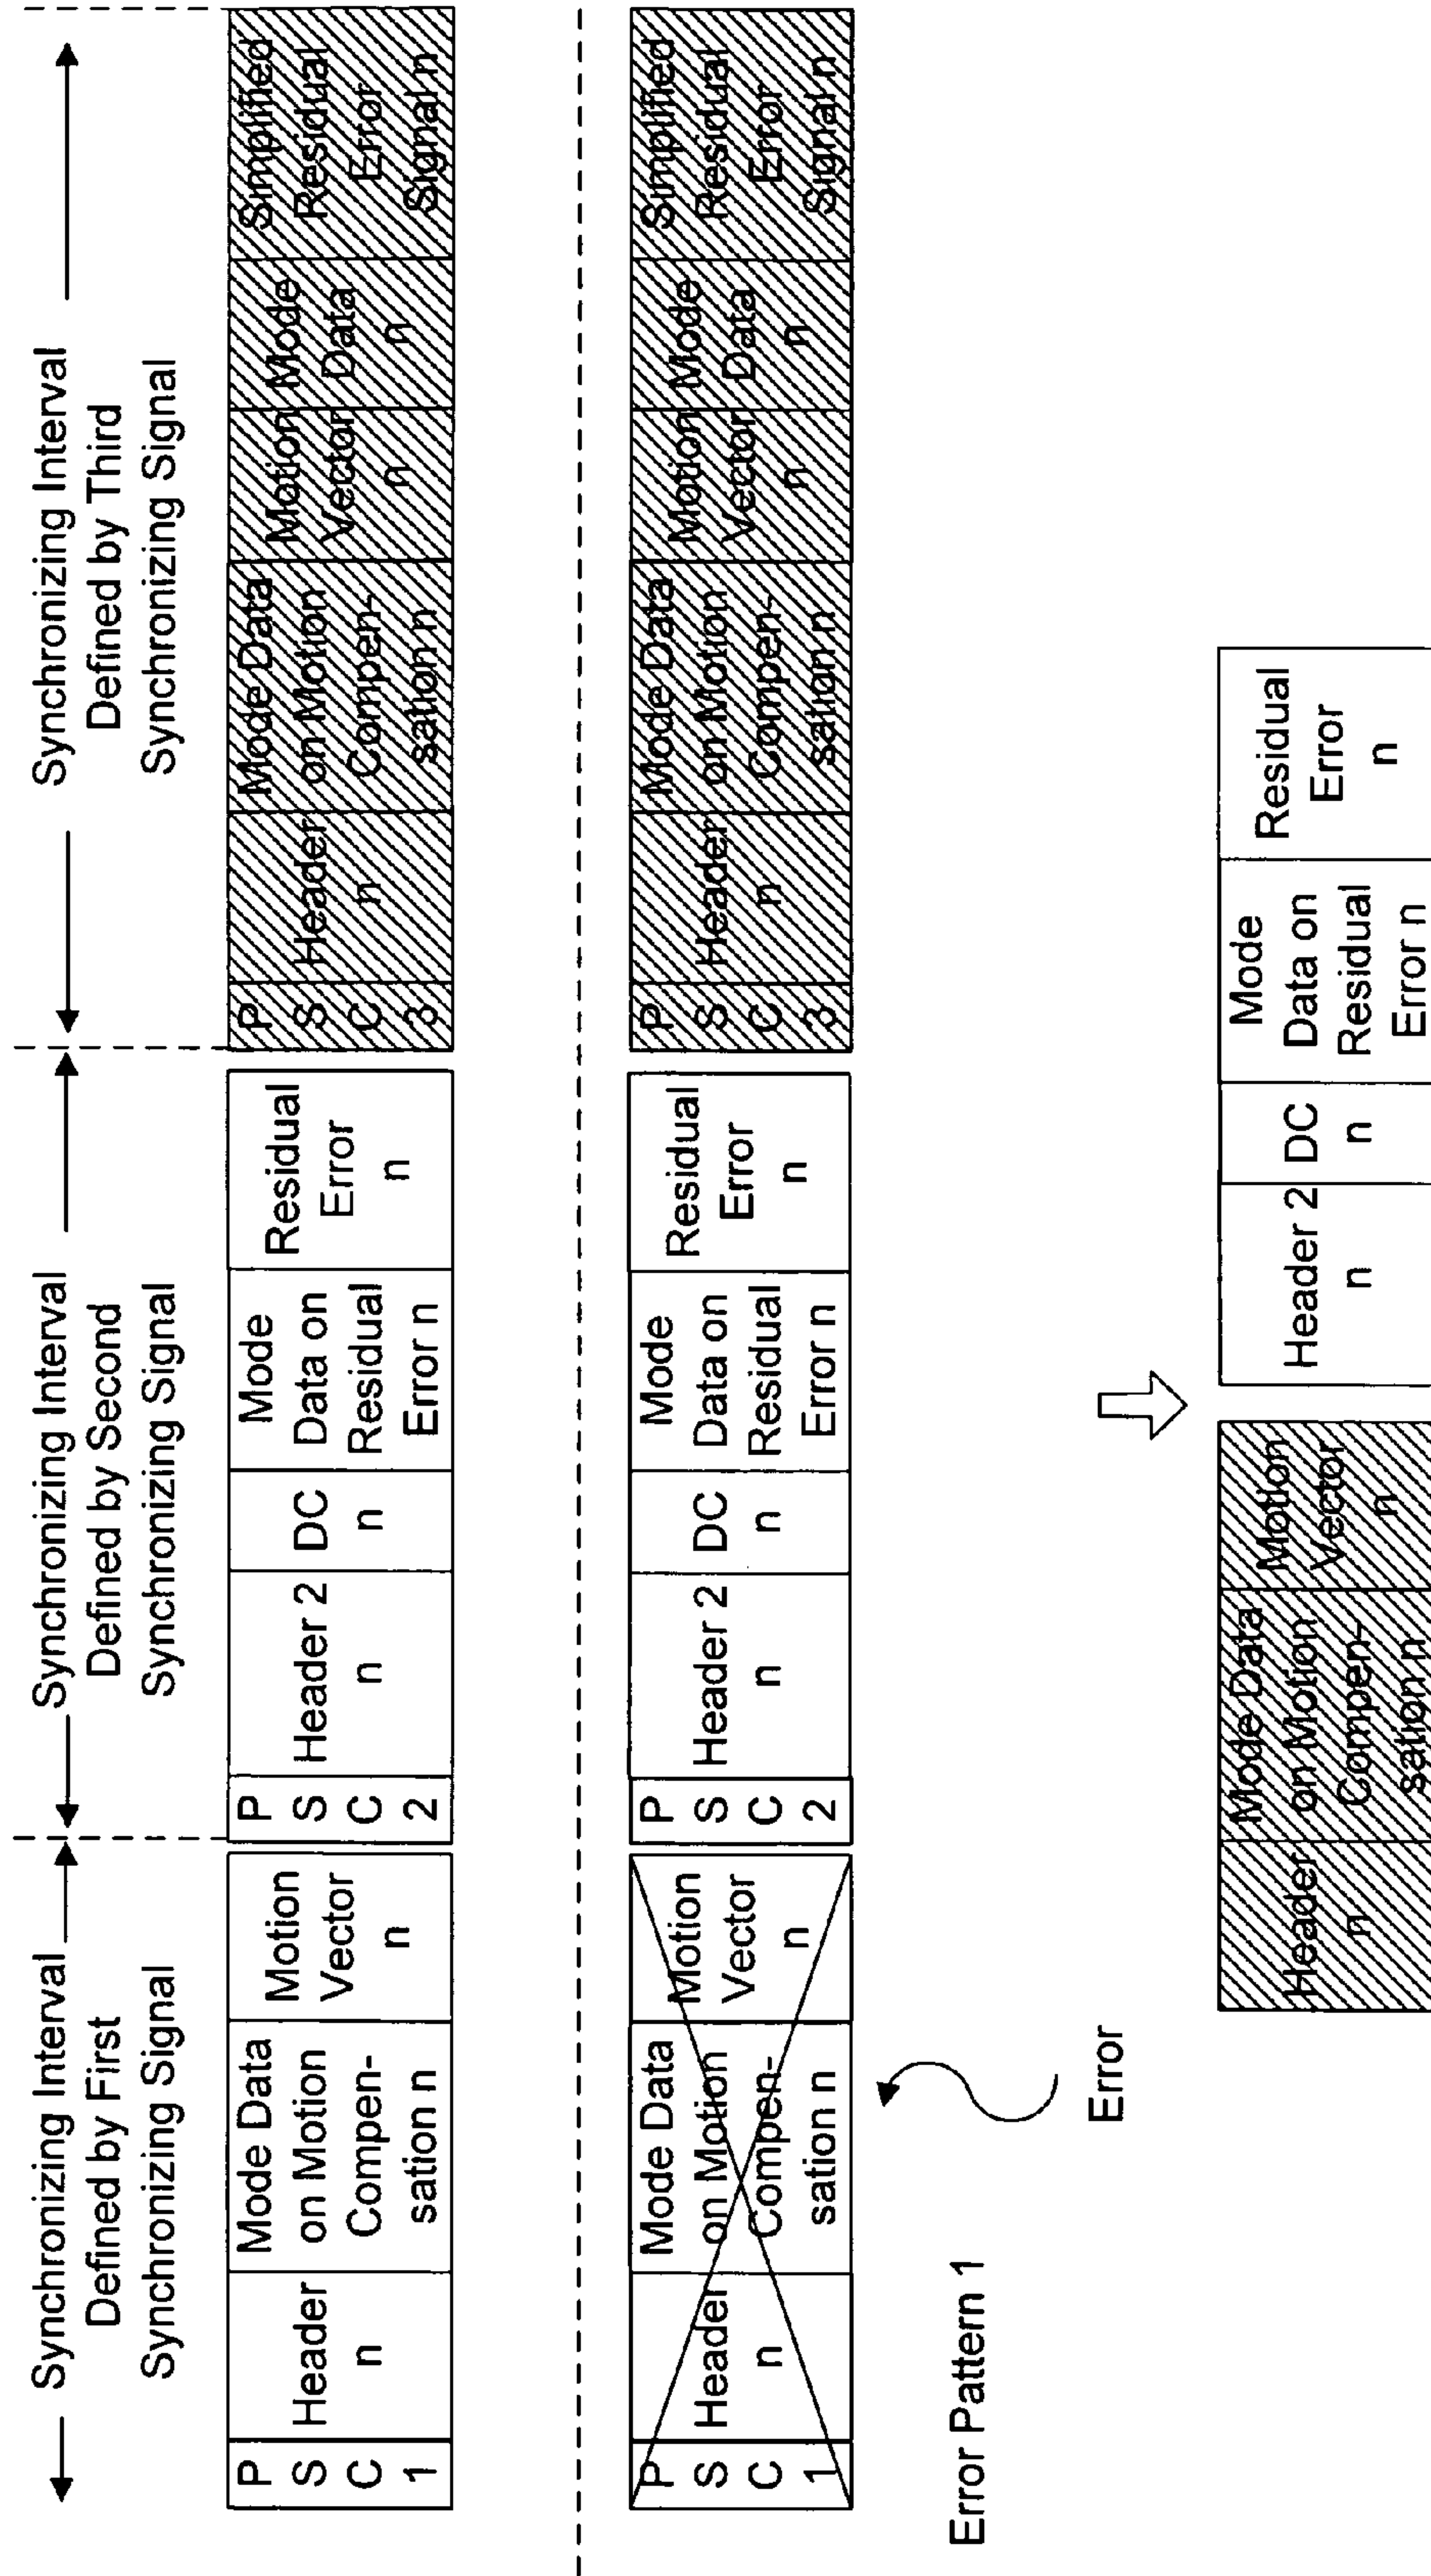 Synchronizing Interval
Defined by First
Synchronizing Signal
Synchronizing Interval
Defined by Second
Synchronizing Signal
Synchronizing Interval
Defined by Third
Synchronizing Signal
P
S
C
1
Header
n
Mode Data
on Motion
Compen-
sation n
Motion
Vector
n
P
S
C
2
Header 2
n
DC
n
Mode
Data on
Residual
Error n
Residual
Error
n
P
S
C
3
Header
n
Mode Data
on Motion
Compen-
sation n
Motion
Vector
n
Mode
Data
n
Simplified
Residual
Error
Signal n
P
S
C
1
Header
n
Mode Data
on Motion
Compen-
sation n
Motion
Vector
n
P
S
C
2
Header 2
n
DC
n
Mode
Data on
Residual
Error n
Residual
Error
n
P
S
C
3
Header
n
Mode Data
on Motion
Compen-
sation n
Motion
Vector
n
Mode
Data
n
Simplified
Residual
Error
Signal n
Error Pattern 1
Error
Header
n
Mode Data
on Motion
Compen-
sation n
Motion
Vector
n
Header 2
n
DC
n
Mode
Data on
Residual
Error n
Residual
Error
n